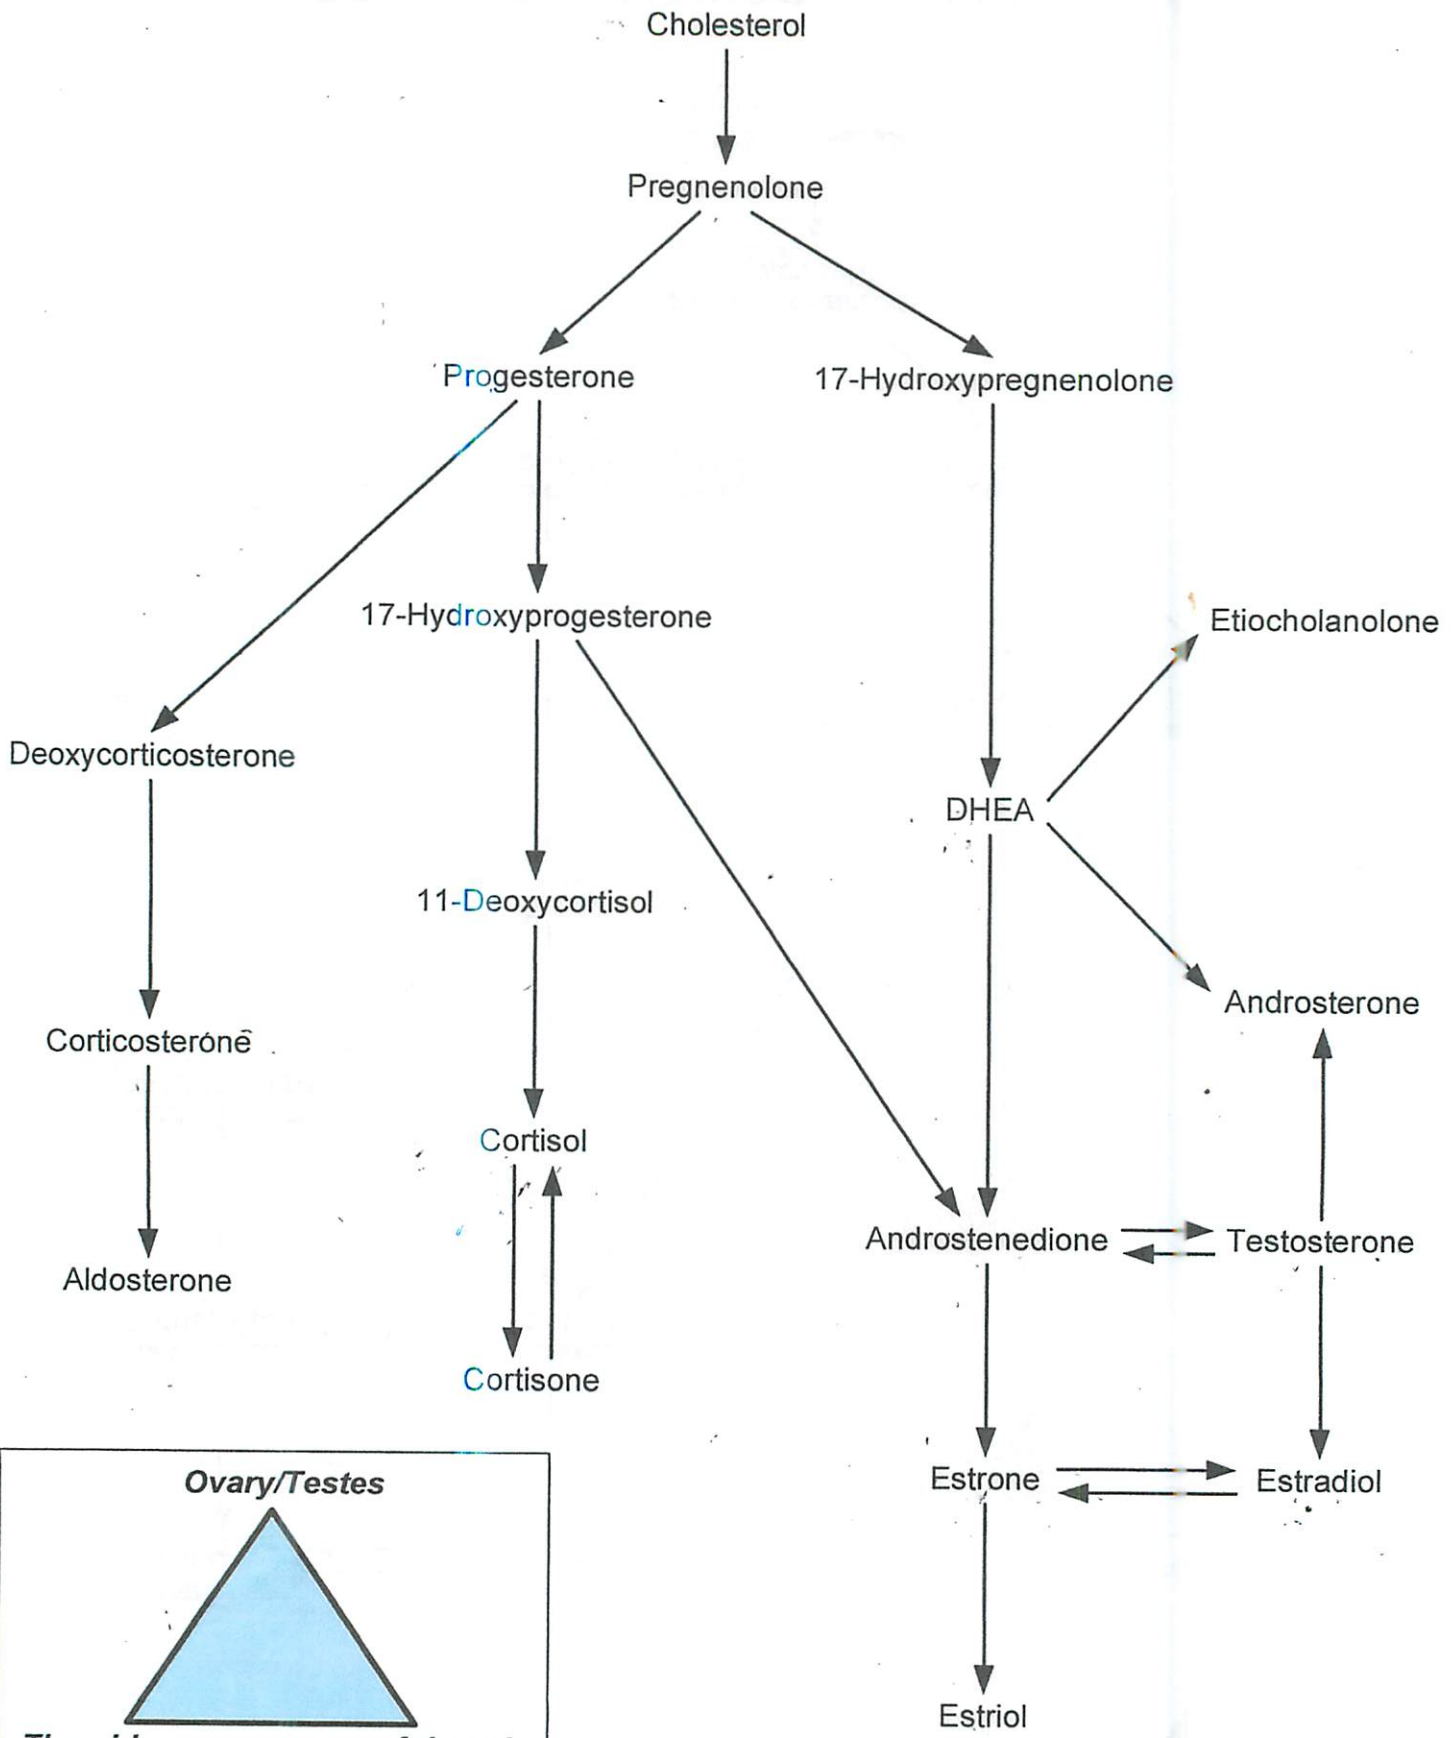 Cholesterol
Pregnenolone
Progesterone
17-Hydroxypregnenolone
17-Hydroxyprogesterone
Etiocholanolone
Deoxycorticosterone
DHEA
11-Deoxycortisol
Androsterone
Corticosterone
Cortisol
Androstenedione
Testosterone
Aldosterone
Cortisone
Estrone
Estradiol
Ovary/Testes
Estriol